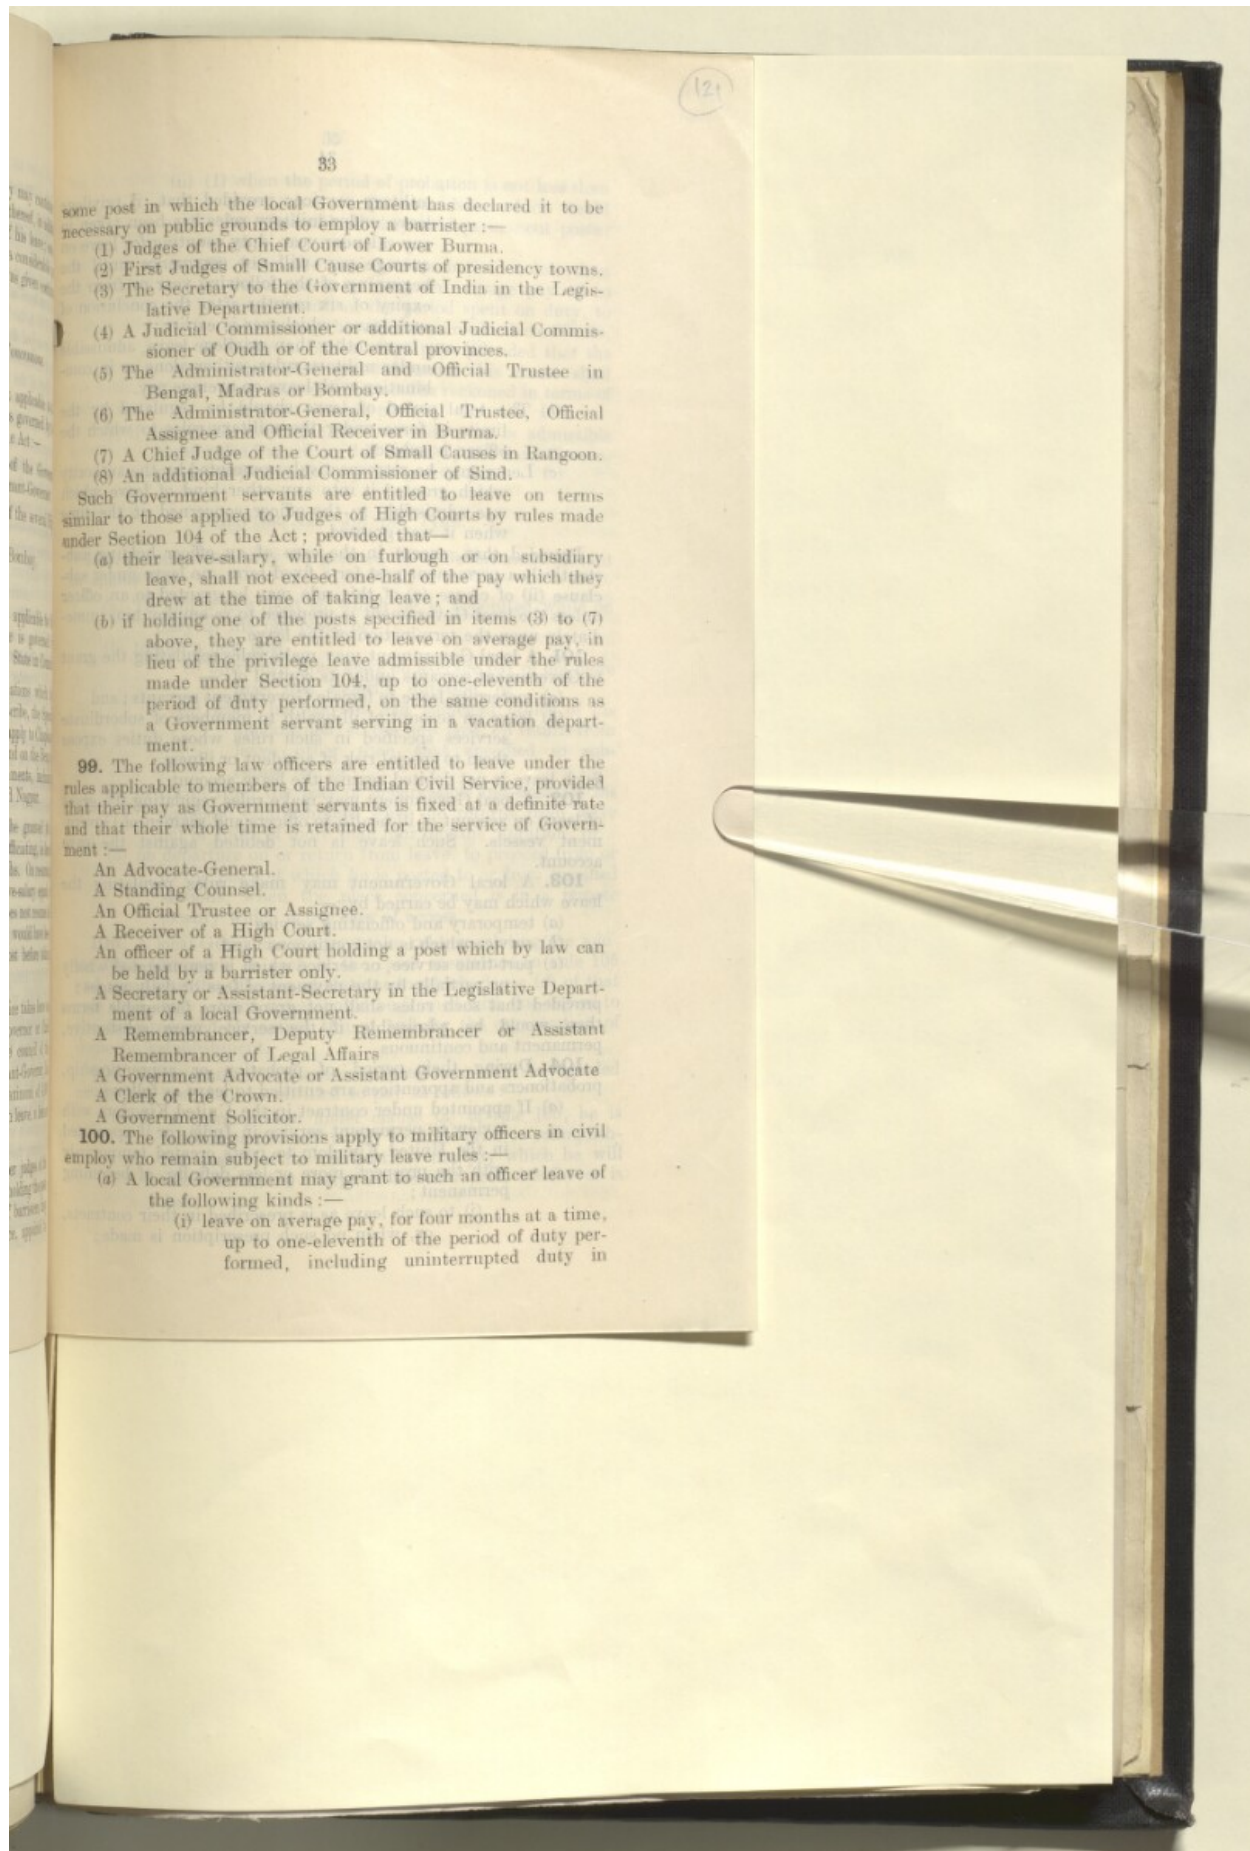 121
33
some post in which the local Government has declared it to be
necessary on public grounds to employ a barrister :—
(1) Judges of the Chief Court of Lower Burma.
(2) First Judges of Small Cause Courts of presidency towns.
(3) The Secretary to the Government of India in the Legis-
lative Department.
(4) A Judicial Commissioner or additional Judicial Commis-
sioner of Oudh or of the Central provinces.
(5) The Administrator-General and Official Trustee in
Bengal, Madras or Bombay.
(6) The Administrator-General, Official Trustee, Official
Assignee and Official Receiver in Burma.
(7) A Chief Judge of the Court of Small Causes in Rangoon.
(8) An additional Judicial Commissioner of Sind.
Such Government servants are entitled to leave on terms
similar to those applied to Judges of High Courts by rules made
under Section 104 of the Act; provided that—
(a) their leave-salary, while on furlough or on subsidiary
leave, shall not exceed one-half of the pay which they
drew at the time of taking leave; and
(b) if holding one of the posts specified in items (3) to (7)
above, they are entitled to leave on average pay, in
lieu of the privilege leave admissible under the rules
made under Section 104, up to one-eleventh of the
period of duty performed, on the same conditions as
a Government servant serving in a vacation depart-
ment.
99. The following law officers are entitled to leave under the
rules applicable to members of the Indian Civil Service, provided
that their pay as Government servants is fixed at a definite rate
and that their whole time is retained for the service of Govern-
ment :—
An Advocate-General.
A Standing Counsel.
An Official Trustee or Assignee.
A Receiver of a High Court.
An officer of a High Court holding a post which by law can
be held by a barrister only.
A Secretary or Assistant-Secretary in the Legislative Depart-
ment of a local Government.
A Remembrancer, Deputy Remembrancer or Assistant
Remembrancer of Legal Affairs
A Government Advocate or Assistant Government Advocate
A Clerk of the Crown.
A Government Solicitor.
100. The following provisions apply to military officers in civil
employ who remain subject to military leave rules :—
(a) A local Government may grant to such an officer leave of
the following kinds :—
(i) leave on average pay, for four months at a time,
up to one-eleventh of the period of duty per-
formed, including uninterrupted duty in